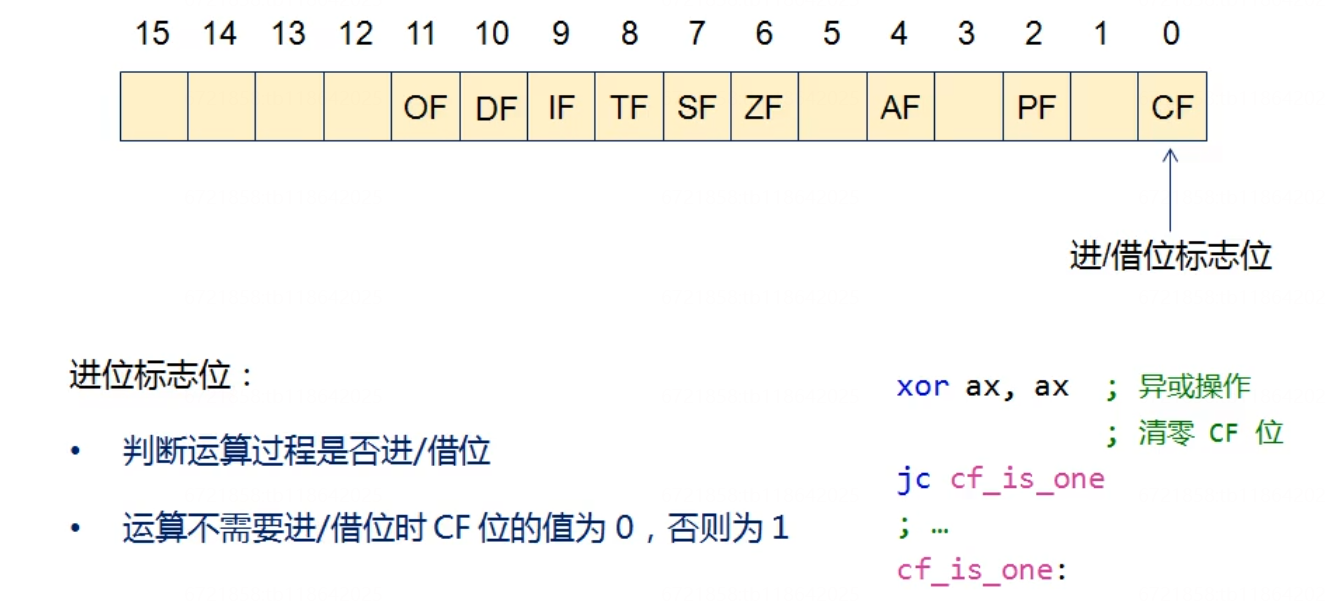 15 14 13 12 11 10 9 8 7 6 5 4 3 2 1 0
OF DF IF TF SF ZF AF PF CF
进/借位标志位
进位标志位：
• 判断运算过程是否进/借位
• 运算不需要进/借位时 CF 位的值为 0，否则为 1
xor ax, ax ; 异或操作
; 清零 CF 位
jc cf_is_one
; …
cf_is_one: